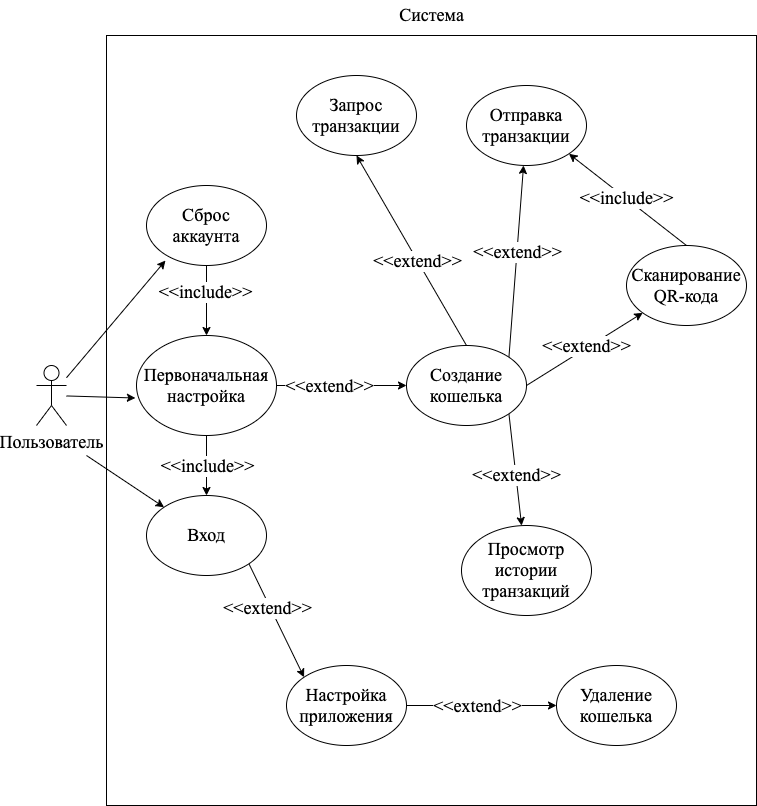 Система
Запрос
транзакции
Отправка
транзакции
<<include>>
Сброс
аккаунта
<<extend>>
<<extend>>
Сканирование
QR-кода
<<include>>
<<extend>>
Первоначальная
настройка
<<extend>>
Создание
кошелька
Пользователь
<<include>>
<<extend>>
Вход
Просмотр
истории
транзакций
<<extend>>
Настройка
приложения
<<extend>>
Удаление
кошелька